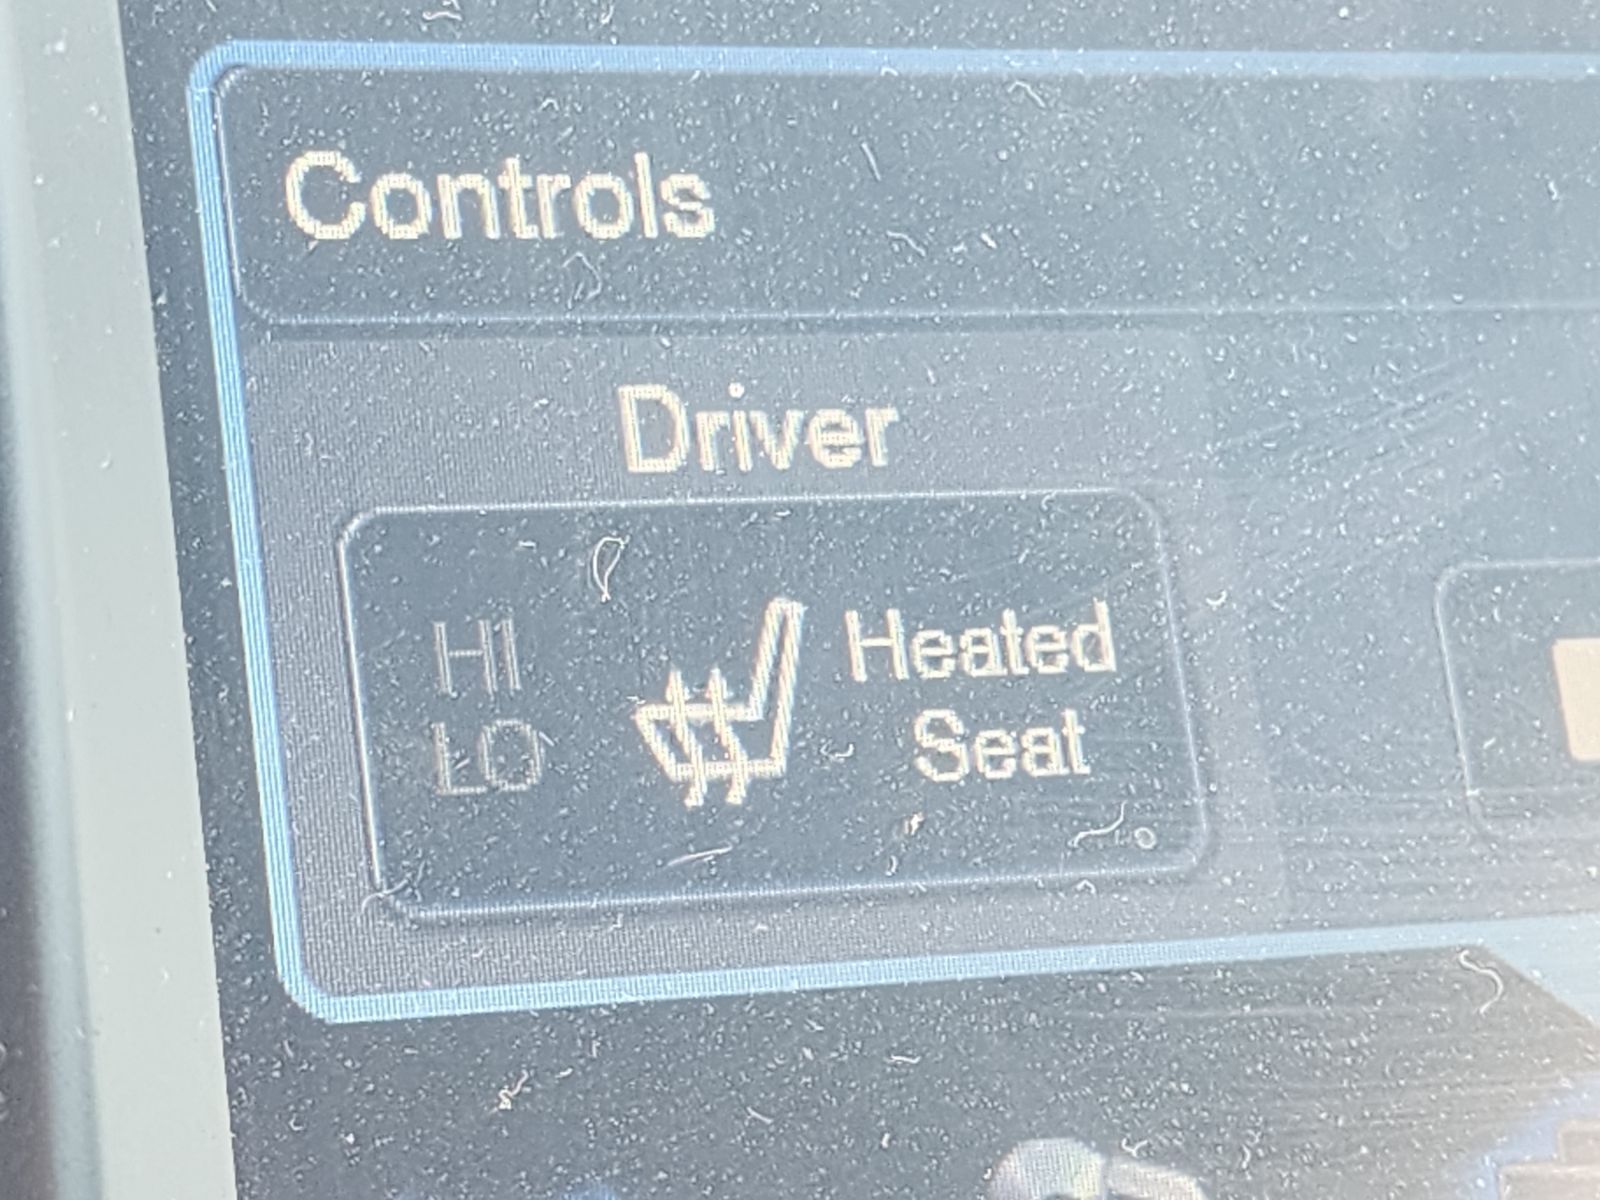 Controls
Driver
HI
LO
Heated
Seat